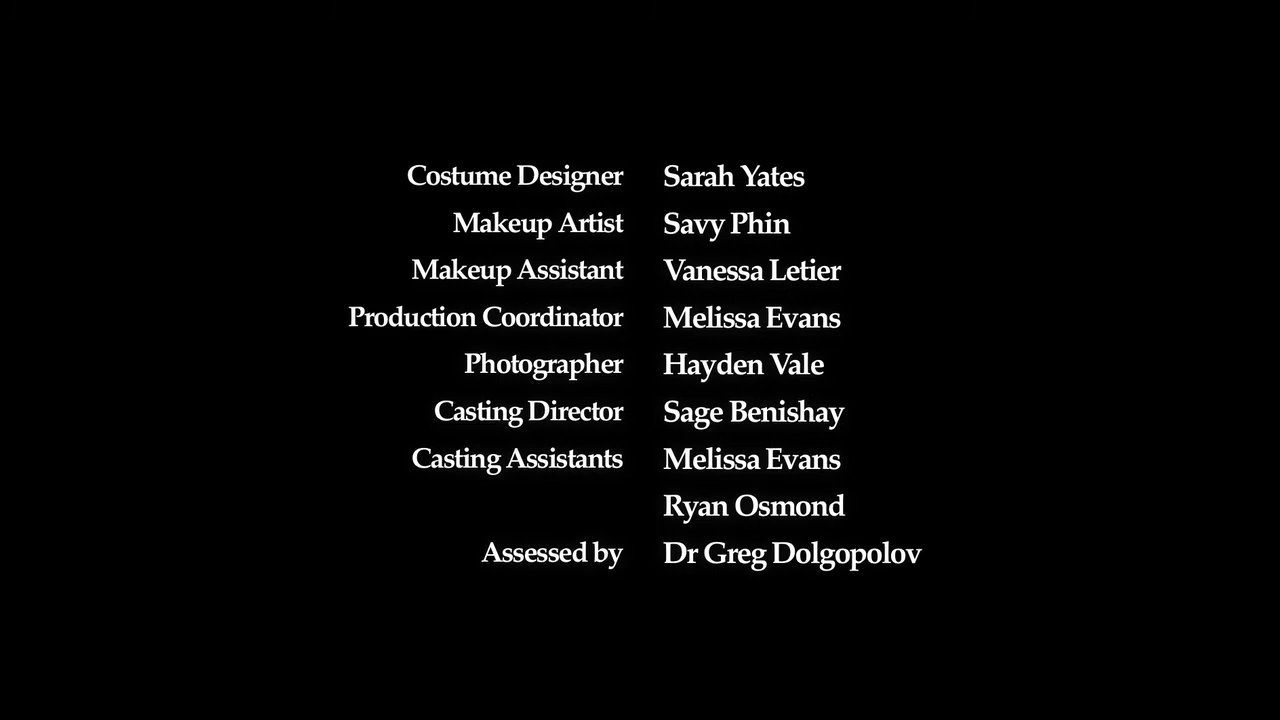 Costume Designer Sarah Yates
Makeup Artist Savy Phin
Makeup Assistant Vanessa Letier
Production Coordinator Melissa Evans
Photographer Hayden Vale
Casting Director Sage Benishay
Casting Assistants Melissa Evans
Ryan Osmond
Assessed by Dr Greg Dolgopolov